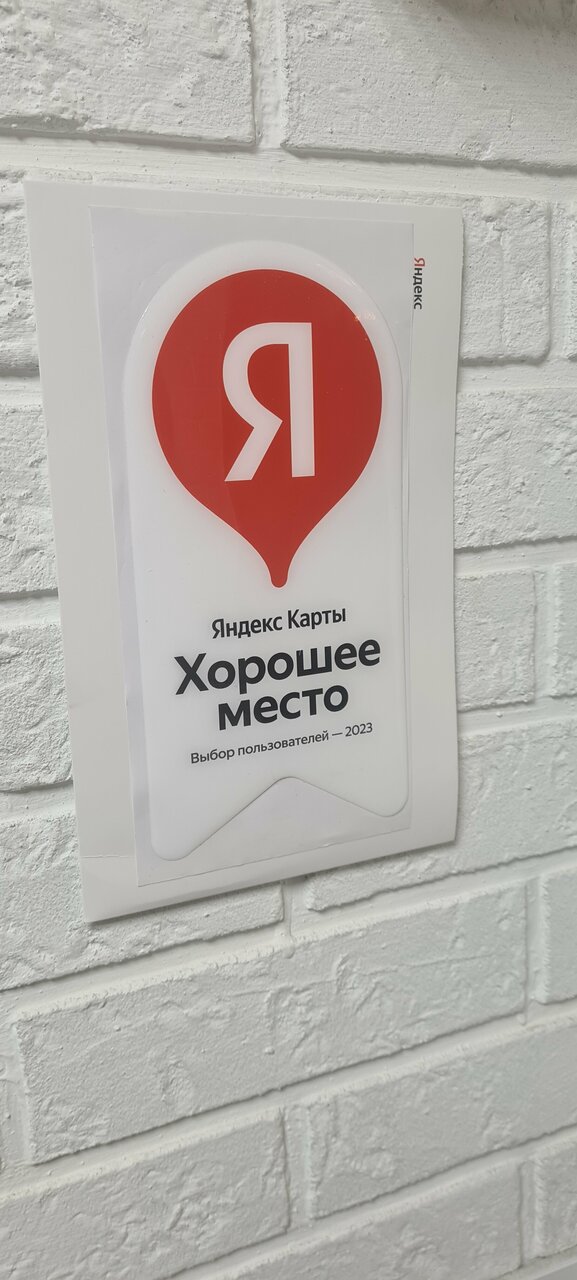 Яндекс
Я
Яндекс Карты
Хорошее
место
Выбор пользователей — 2023